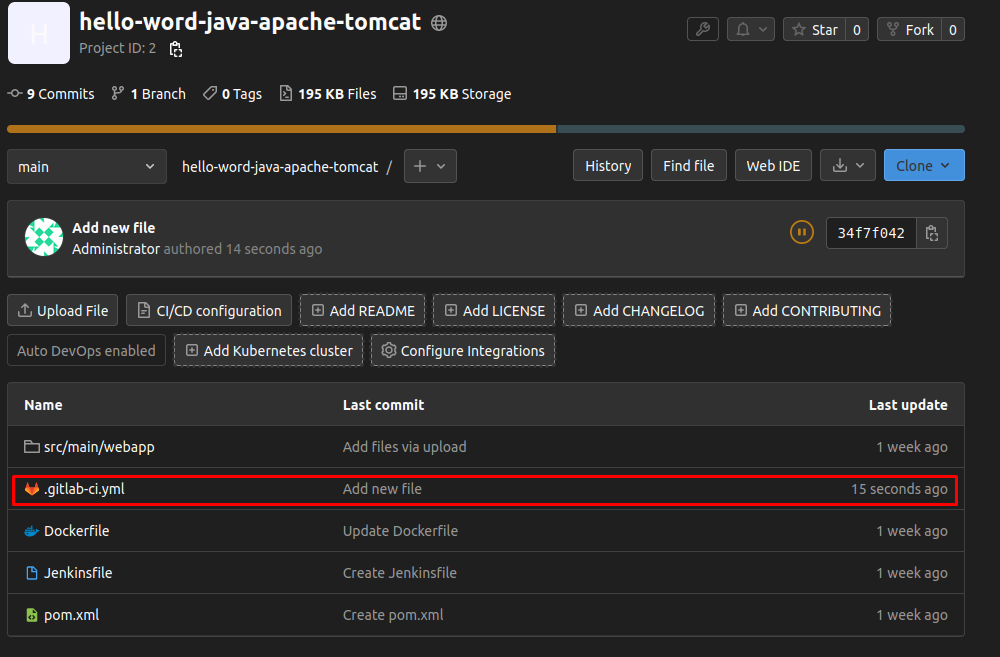 H
hello-word-java-apache-tomcat
Project ID: 2
Star 0 Fork 0
9 Commits 1 Branch 0 Tags 195 KB Files 195 KB Storage
main hello-word-java-apache-tomcat / + History Find file Web IDE Clone
Add new file
Administrator authored 14 seconds ago
34f7f042
Upload File CI/CD configuration Add README Add LICENSE Add CHANGELOG Add CONTRIBUTING
Auto DevOps enabled Add Kubernetes cluster Configure Integrations
Name Last commit Last update
src/main/webapp Add files via upload 1 week ago
.gitlab-ci.yml Add new file 15 seconds ago
Dockerfile Update Dockerfile 1 week ago
Jenkinsfile Create Jenkinsfile 1 week ago
pom.xml Create pom.xml 1 week ago